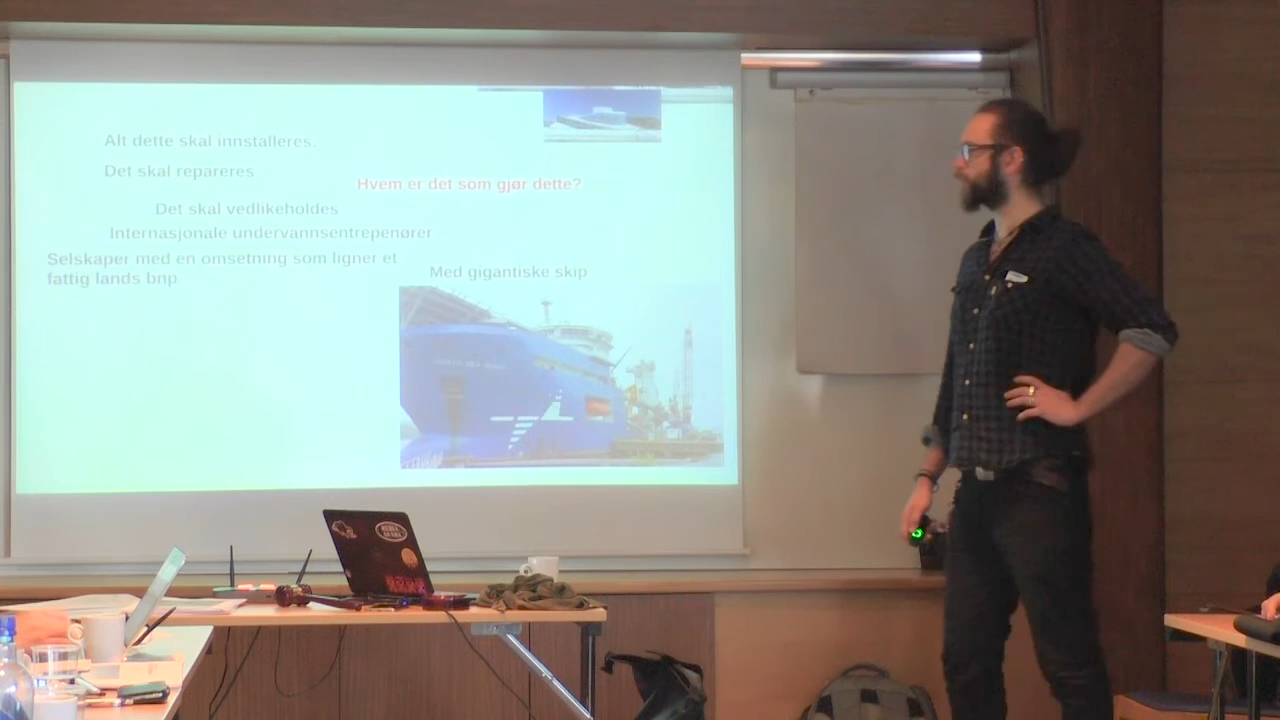 Alt dette skal innstalleres.
Det skal repareres
Hvem er det som gjør dette?
Det skal vedlikeholdes
Internasjonale undervannsentrepenører
Selskaper med en omsetning som ligner et
fattig lands bnp
Med gigantiske skip